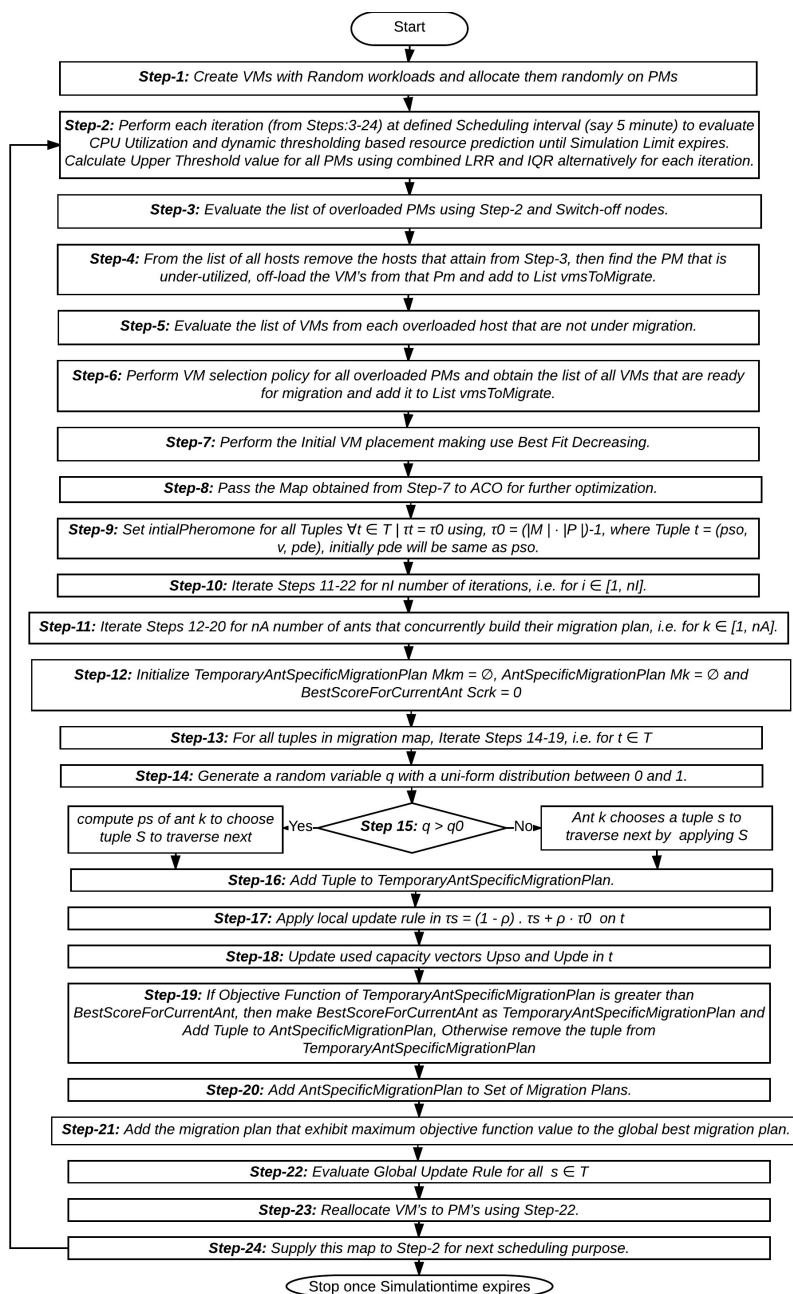 Start
Step-1: Create VMs with Random workloads and allocate them randomly on PMs
Step-2: Perform each iteration (from Steps:3-24) at defined Scheduling interval (say 5 minute) to evaluate
CPU Utilization and dynamic thresholding based resource prediction until Simulation Limit expires.
Calculate Upper Threshold value for all PMs using combined LRR and IQR alternatively for each iteration.
Step-3: Evaluate the list of overloaded PMs using Step-2 and Switch-off nodes.
Step-4: From the list of all hosts remove the hosts that attain from Step-3, then find the PM that is
under-utilized, off-load the VM's from that Pm and add to List vmsToMigrate.
Step-5: Evaluate the list of VMs from each overloaded host that are not under migration.
Step-6: Perform VM selection policy for all overloaded PMs and obtain the list of all VMs that are ready
for migration and add it to List vmsToMigrate.
Step-7: Perform the Initial VM placement making use Best Fit Decreasing.
Step-8: Pass the Map obtained from Step-7 to ACO for further optimization.
Step-9: Set intialPheromone for all Tuples ∀t ∈ T | τt = τ0 using, τ0 = (|M | · |P |)-1, where Tuple t = (pso,
v, pde), initially pde will be same as pso.
Step-10: Iterate Steps 11-22 for nI number of iterations, i.e. for i ∈ [1, nI].
Step-11: Iterate Steps 12-20 for nA number of ants that concurrently build their migration plan, i.e. for k ∈ [1, nA].
Step-12: Initialize TemporaryAntSpecificMigrationPlan Mkm = ∅, AntSpecificMigrationPlan Mk = ∅ and
BestScoreForCurrentAnt Scrk = 0
Step-13: For all tuples in migration map, Iterate Steps 14-19, i.e. for t ∈ T
Step-14: Generate a random variable q with a uni-form distribution between 0 and 1.
compute ps of ant k to choose
tuple S to traverse next
Yes
Step 15: q > q0
No
Ant k chooses a tuple s to
traverse next by applying S
Step-16: Add Tuple to TemporaryAntSpecificMigrationPlan.
Step-17: Apply local update rule in τs = (1 - ρ) . τs + ρ · τ0 on t
Step-18: Update used capacity vectors Upso and Upde in t
Step-19: If Objective Function of TemporaryAntSpecificMigrationPlan is greater than
BestScoreForCurrentAnt, then make BestScoreForCurrentAnt as TemporaryAntSpecificMigrationPlan and
Add Tuple to AntSpecificMigrationPlan, Otherwise remove the tuple from
TemporaryAntSpecificMigrationPlan
Step-20: Add AntSpecificMigrationPlan to Set of Migration Plans.
Step-21: Add the migration plan that exhibit maximum objective function value to the global best migration plan.
Step-22: Evaluate Global Update Rule for all s ∈ T
Step-23: Reallocate VM's to PM's using Step-22.
Step-24: Supply this map to Step-2 for next scheduling purpose.
Stop once Simulationtime expires